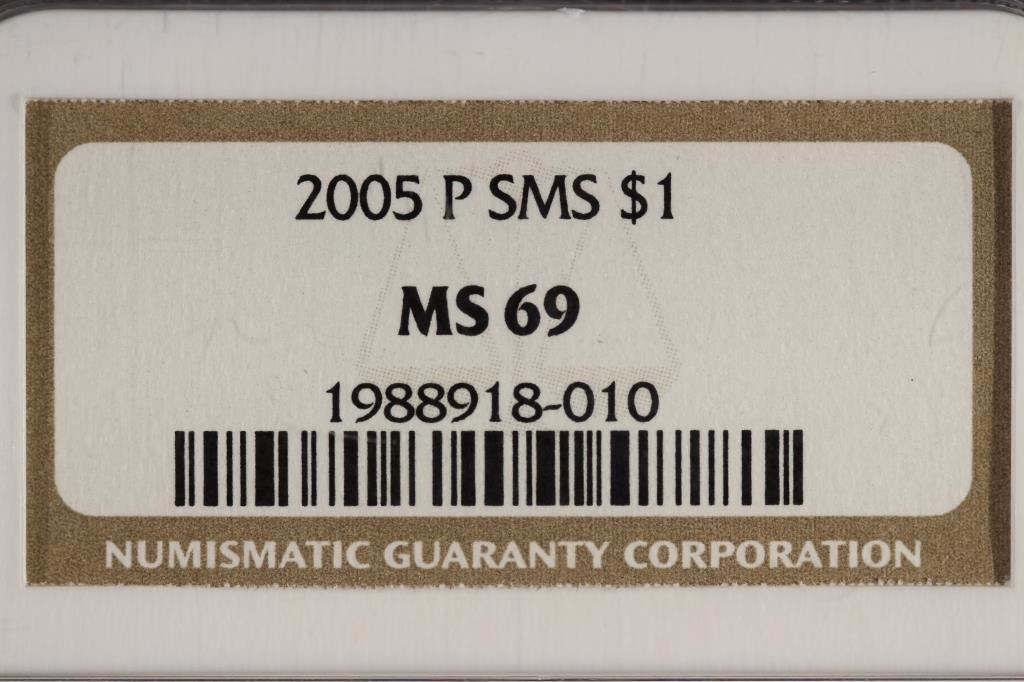 2005 P SMS $1
MS 69
1988918-010
NUMISMATIC GUARANTY CORPORATION